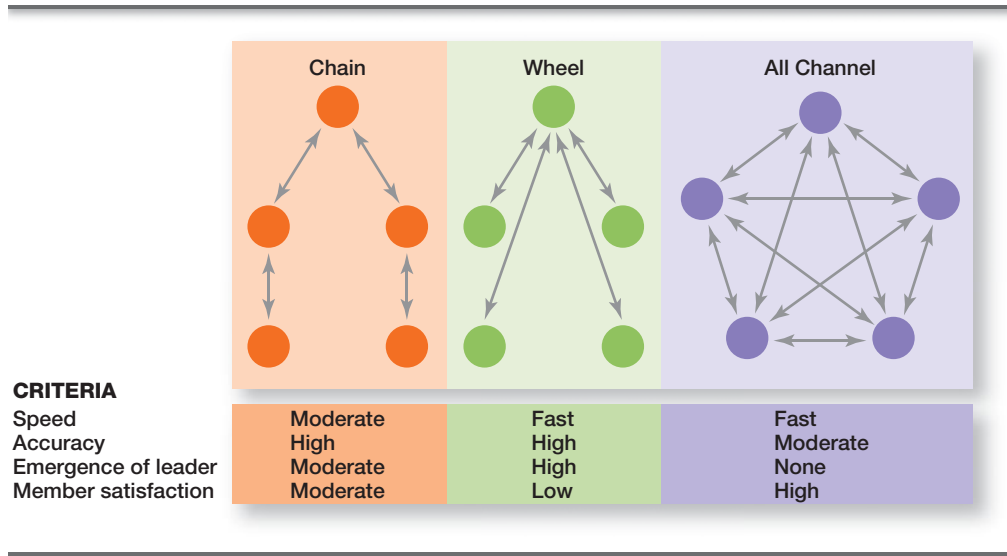 Chain Wheel All Channel
CRITERIA
Speed Moderate Fast Fast
Accuracy High High Moderate
Emergence of leader Moderate High None
Member satisfaction Moderate Low High